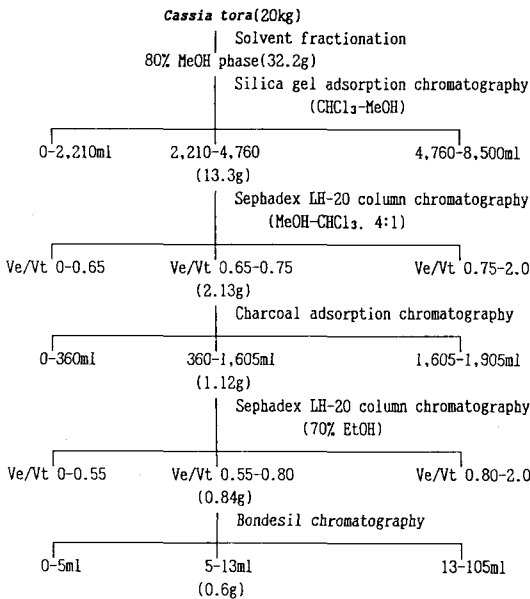 Cassia tora(20kg)
Solvent fractionation
80% MeOH phase(32.2g)
Silica gel adsorption chromatography
(CHCl₃-MeOH)
0-2,210ml 2,210-4,760 4,760-8,500ml
(13.3g)
Sephadex LH-20 column chromatography
(MeOH-CHCl₃. 4:1)
Ve/Vt 0-0.65 Ve/Vt 0.65-0.75 Ve/Vt 0.75-2.0
(2.13g)
Charcoal adsorption chromatography
0-360ml 360-1,605ml 1,605-1,905ml
(1.12g)
Sephadex LH-20 column chromatography
(70% EtOH)
Ve/Vt 0-0.55 Ve/Vt 0.55-0.80 Ve/Vt 0.80-2.0
(0.84g)
Bondesil chromatography
0-5ml 5-13ml 13-105ml
(0.6g)